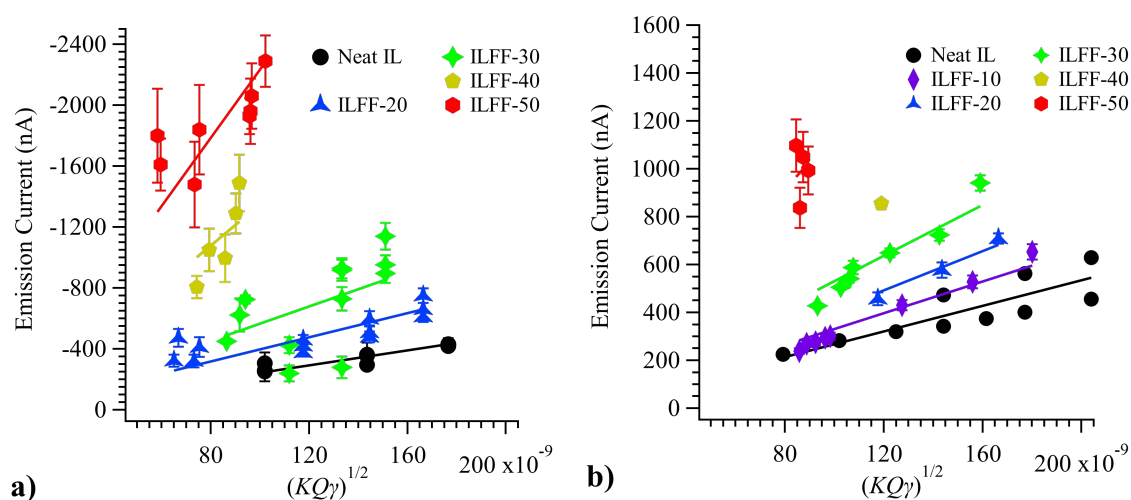 Emission Current (nA)
-2400
-2000
-1600
-1200
-800
-400
0
Neat IL
ILFF-20
ILFF-30
ILFF-40
ILFF-50
80
120
160
200 x10⁻⁹
(KQγ)^1/2
a)
Emission Current (nA)
1600
1400
1200
1000
800
600
400
200
0
Neat IL
ILFF-10
ILFF-20
ILFF-30
ILFF-40
ILFF-50
80
120
160
200 x10⁻⁹
(KQγ)^1/2
b)